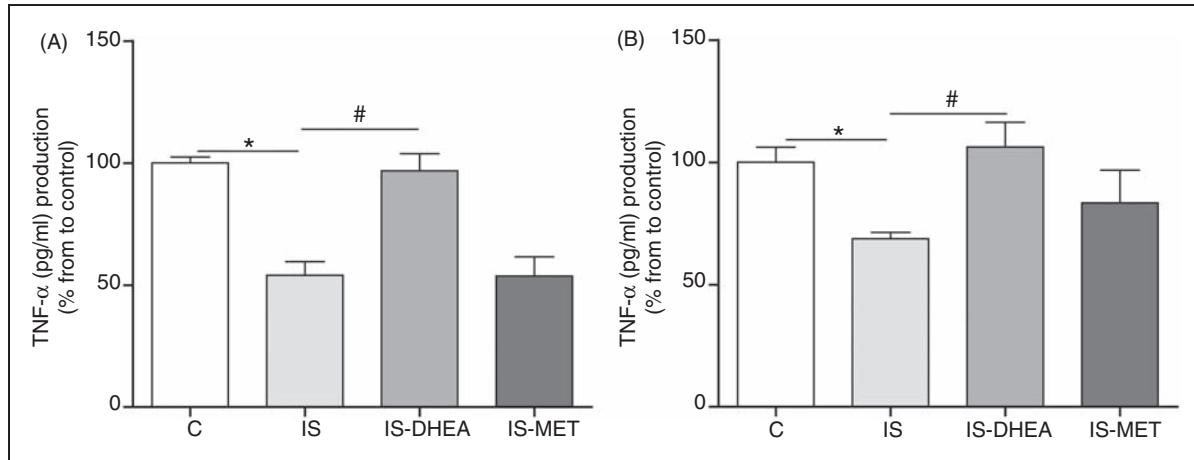 (A)
TNF-α (pg/ml) production
(% from to control)
150
100
50
0
*
#
C IS IS-DHEA IS-MET
(B)
TNF-α (pg/ml) production
(% from to control)
150
100
50
0
*
#
C IS IS-DHEA IS-MET